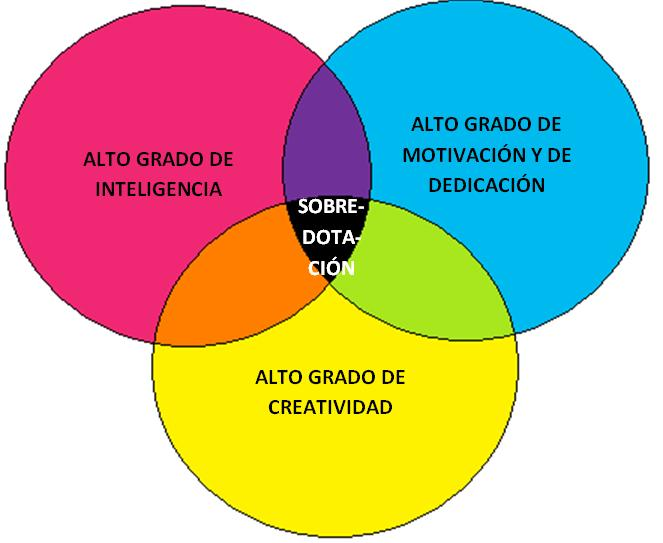 ALTO GRADO DE
INTELIGENCIA
ALTO GRADO DE
MOTIVACIÓN Y DE
DEDICACIÓN
SOBRE-
DOTA-
CIÓN
ALTO GRADO DE
CREATIVIDAD